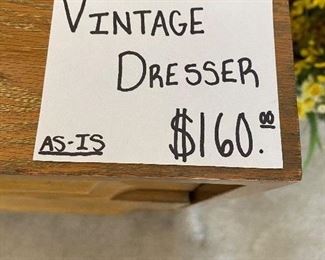 VINTAGE
DRESSER
AS-IS $160.00